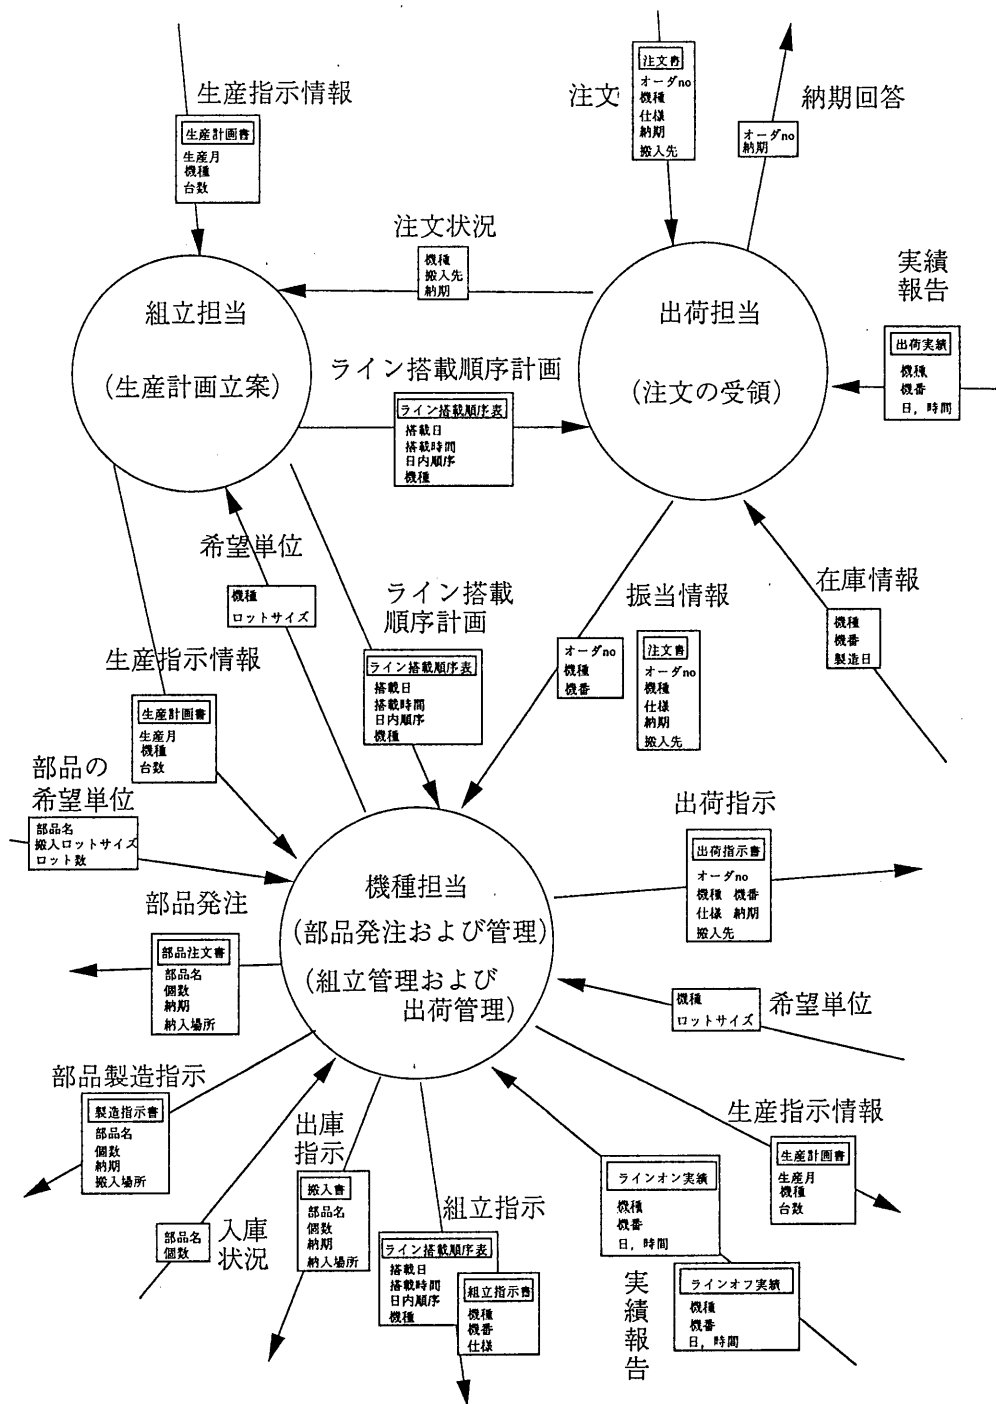 生産指示情報
生産計画書
生産月
機種
台数
注文
注文書
オーダno
機種
仕様
納期
搬入先
納期回答
オーダno
納期
注文状況
機種
搬入先
納期
実績
報告
出荷実績
機種
機番
日，時間
組立担当
(生産計画立案)
出荷担当
(注文の受領)
ライン搭載順序計画
ライン搭載順序表
搭載日
搭載時間
日内順序
機種
希望単位
機種
ロットサイズ
ライン搭載
順序計画
ライン搭載順序表
搭載日
搭載時間
日内順序
機種
振当情報
オーダno
機種
機番
注文書
オーダno
機種
仕様
納期
搬入先
在庫情報
機種
機番
製造日
生産指示情報
生産計画書
生産月
機種
台数
部品の
希望単位
部品名
搬入ロットサイズ
ロット数
機種担当
(部品発注および管理)
(組立管理および
出荷管理)
出荷指示
出荷指示書
オーダno
機種 機番
仕様 納期
搬入先
部品発注
部品注文書
部品名
個数
納期
納入場所
希望単位
機種
ロットサイズ
部品製造指示
製造指示書
部品名
個数
納期
搬入場所
生産指示情報
生産計画書
生産月
機種
台数
入庫
状況
部品名
個数
出庫
指示
搬入書
部品名
個数
納期
納入場所
組立指示
ライン搭載順序表
搭載日
搭載時間
日内順序
機種
組立指示書
機種
機番
仕様
実績報告
ラインオン実績
機種
機番
日，時間
ラインオフ実績
機種
機番
日，時間